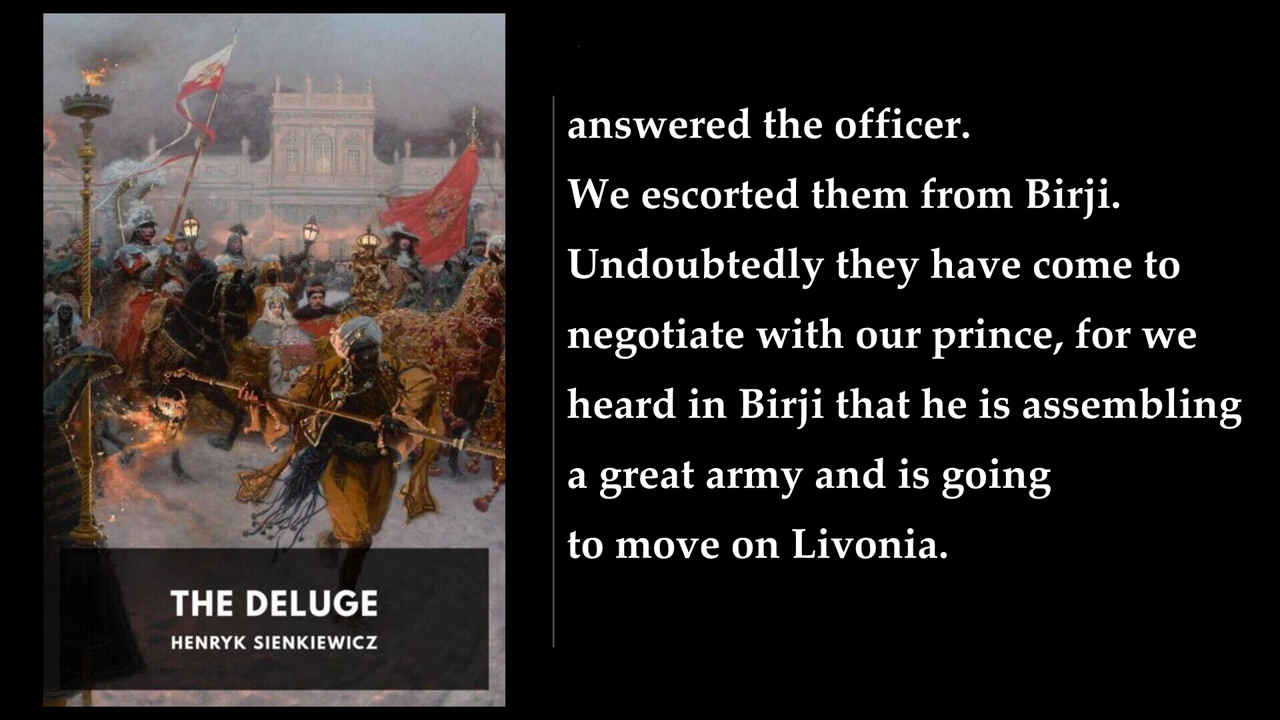 answered the officer.
We escorted them from Birji.
Undoubtedly they have come to
negotiate with our prince, for we
heard in Birji that he is assembling
a great army and is going
to move on Livonia.
THE DELUGE
HENRYK SIENKIEWICZ